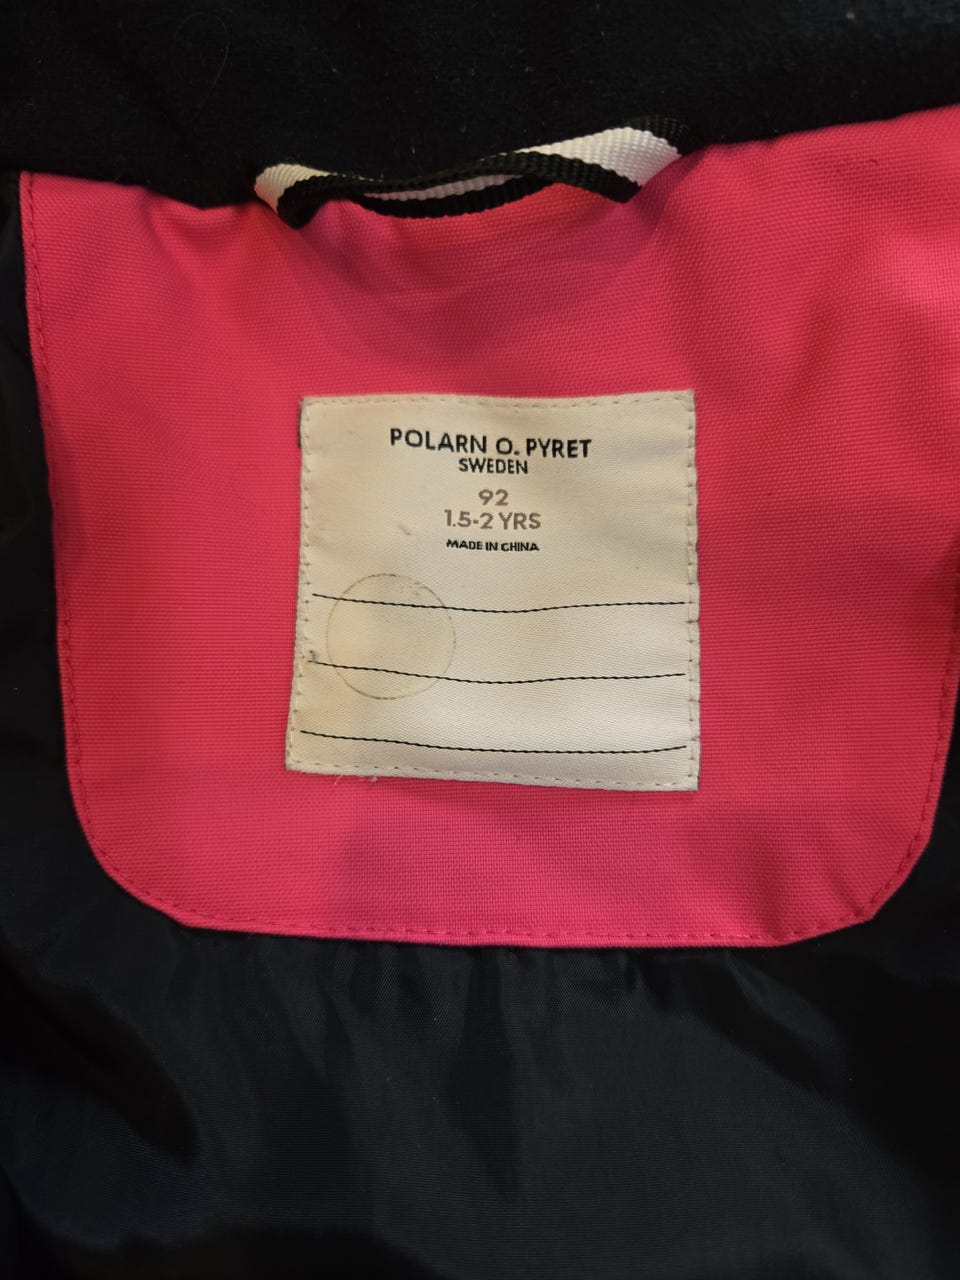 POLARN O. PYRET
SWEDEN
92
1.5-2 YRS
MADE IN CHINA